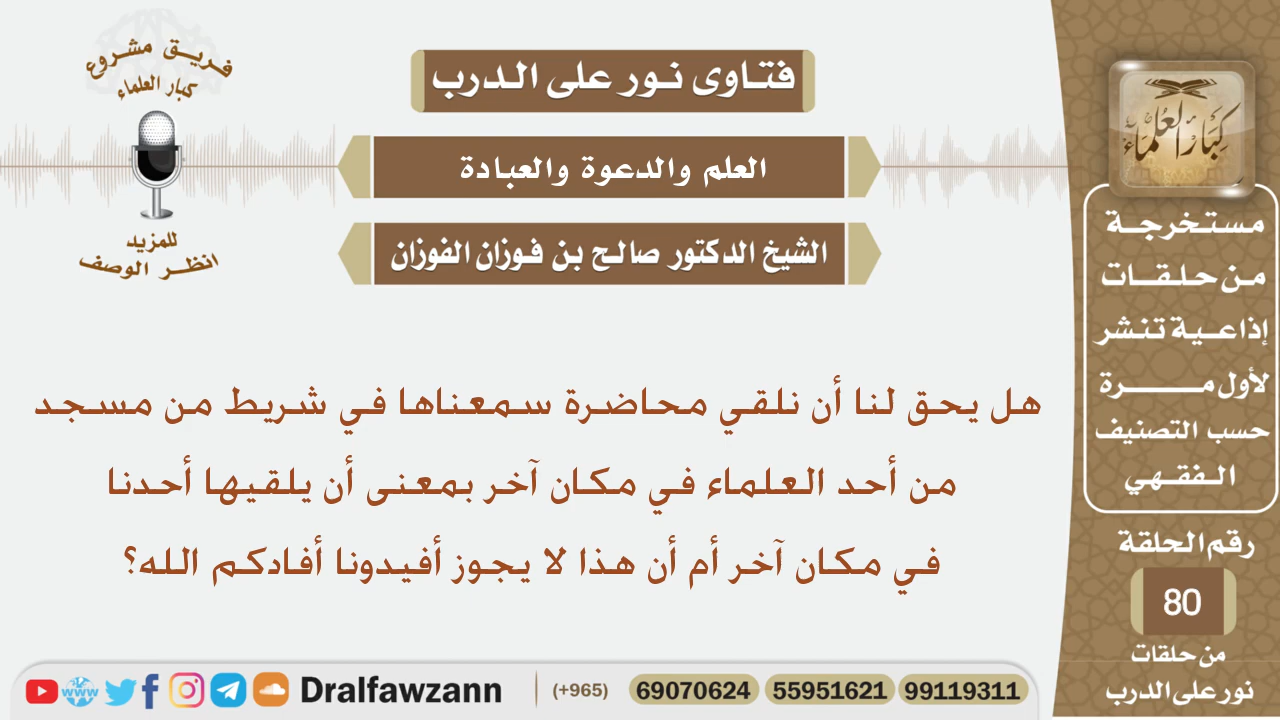 فتاوى نور على الدرب
العلم والدعوة والعبادة
الشيخ الدكتور صالح بن فوزان الفوزان
فريق مشروع
كبار العلماء
للمزيد
انظر الوصف
هل يحق لنا أن نلقي محاضرة سمعناها في شريط من مسجد
من أحد العلماء في مكان آخر بمعنى أن يلقيها أحدنا
في مكان آخر أم أن هذا لا يجوز أفيدونا أفادكم الله؟
كبار العلماء
مستخرجة
من حلقات
إذاعية تنشر
لأول مرة
حسب التصنيف
الفقهي
رقم الحلقة
80
من حلقات
نور على الدرب
www Dralfawzann (+965) 69070624 55951621 99119311